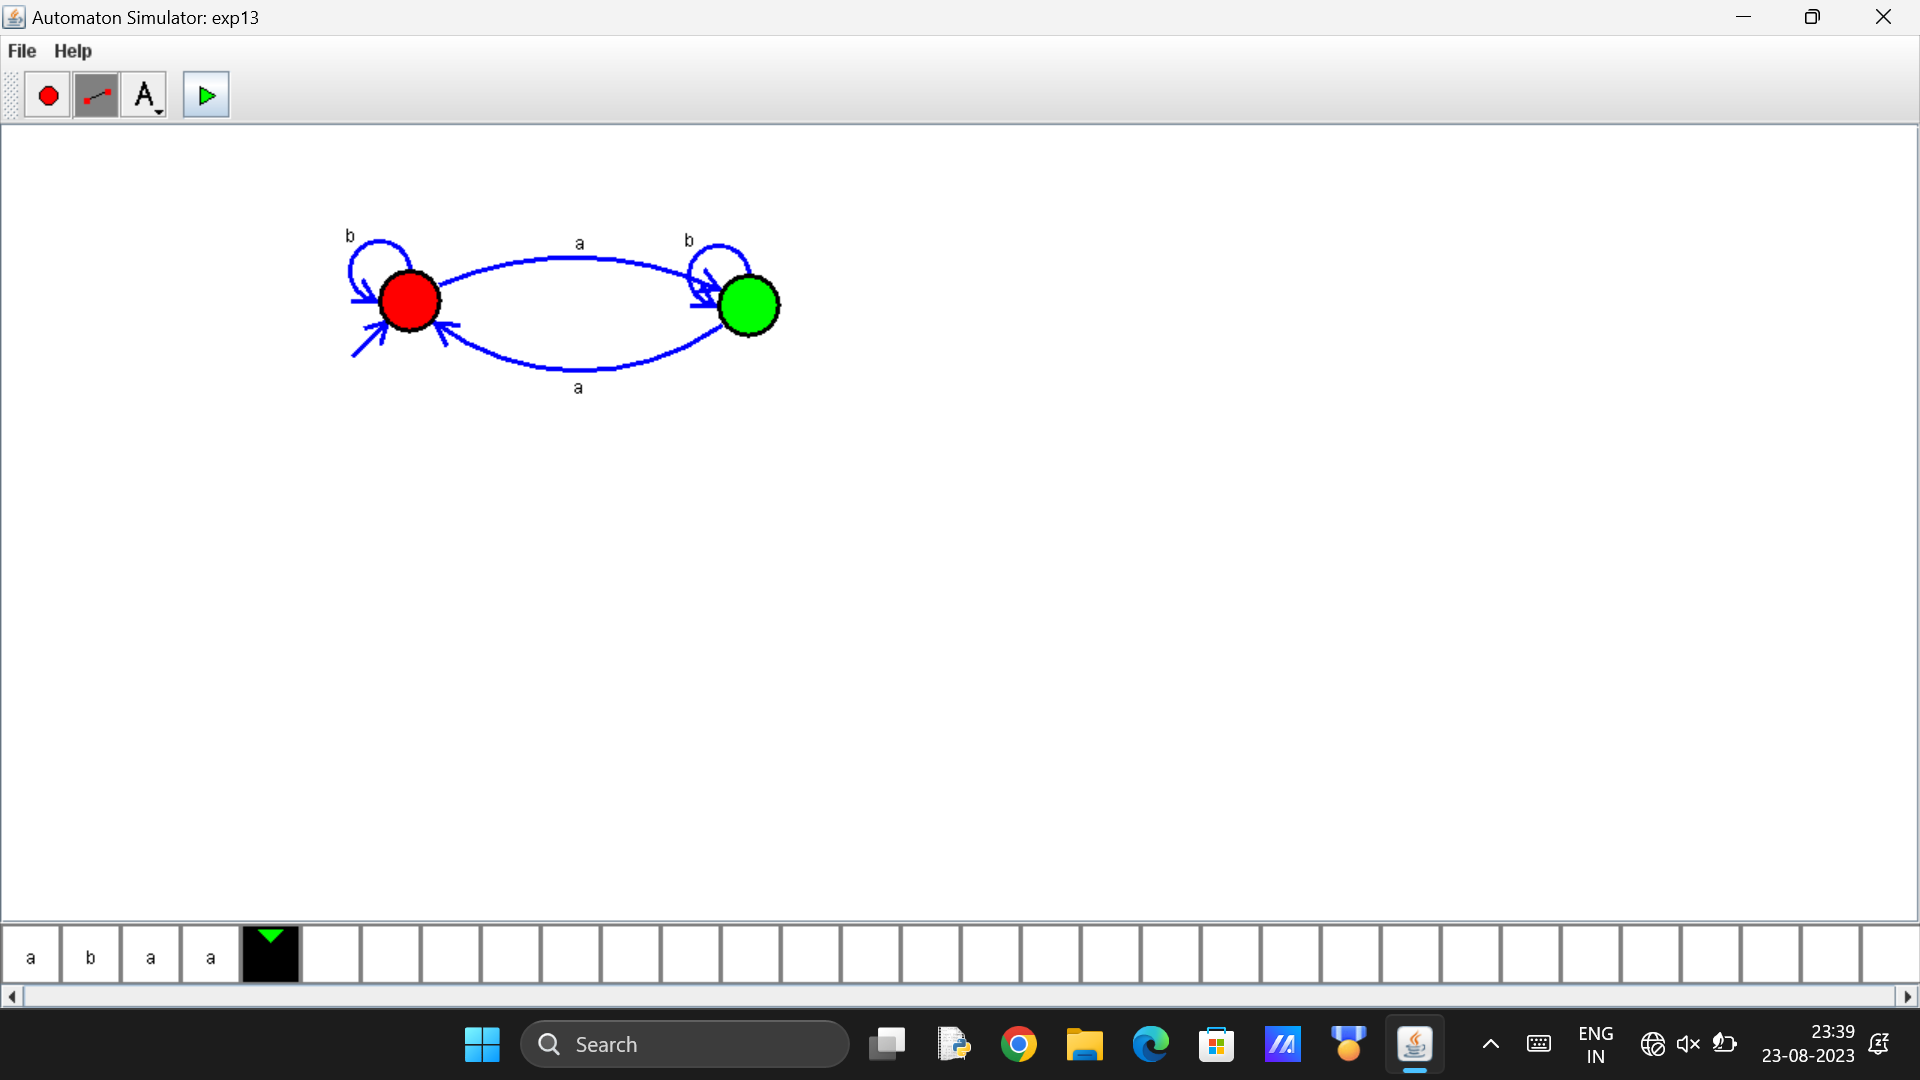 Automaton Simulator: exp13
File Help
A
b
a
b
a
a b a a
Search
ENG
IN
23:39
23-08-2023